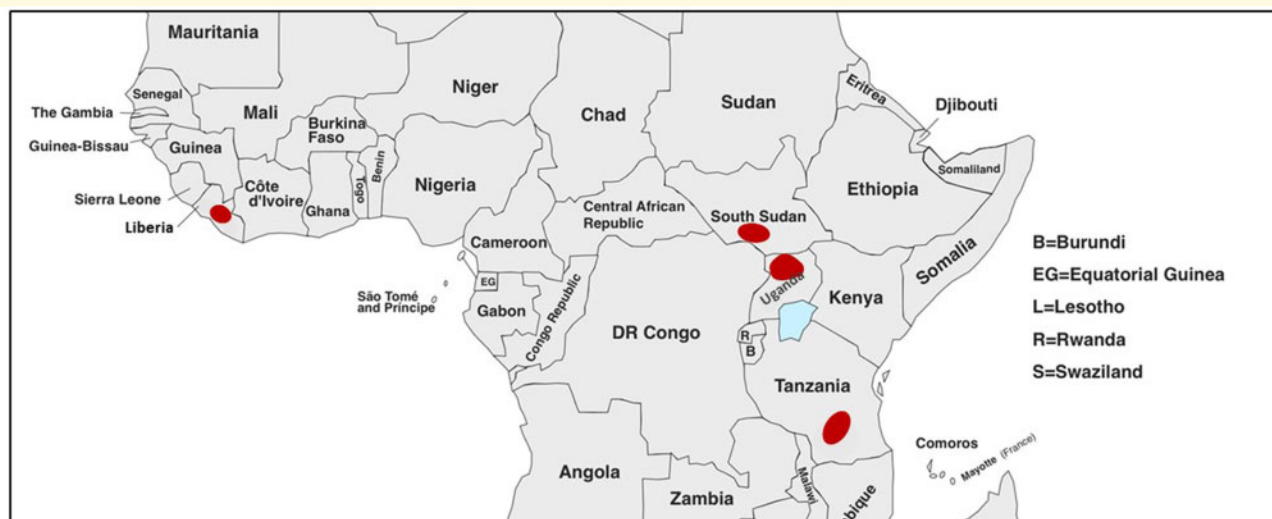 Mauritania
Senegal
The Gambia
Mali
Niger
Chad
Sudan
Eritrea
Djibouti
Burkina
Faso
Guinea-Bissau
Guinea
Benin
Togo
Nigeria
Côte
d'Ivoire
Ghana
Sierra Leone
Liberia
Somaliland
Ethiopia
Central African
Republic
South Sudan
Cameroon
Somalia
EG
São Tomé
and Príncipe
Gabon
Congo Republic
DR Congo
Uganda
Kenya
R
B
Tanzania
B=Burundi
EG=Equatorial Guinea
L=Lesotho
R=Rwanda
S=Swaziland
Comoros
Mayotte (France)
Angola
Zambia
Malawi
bique